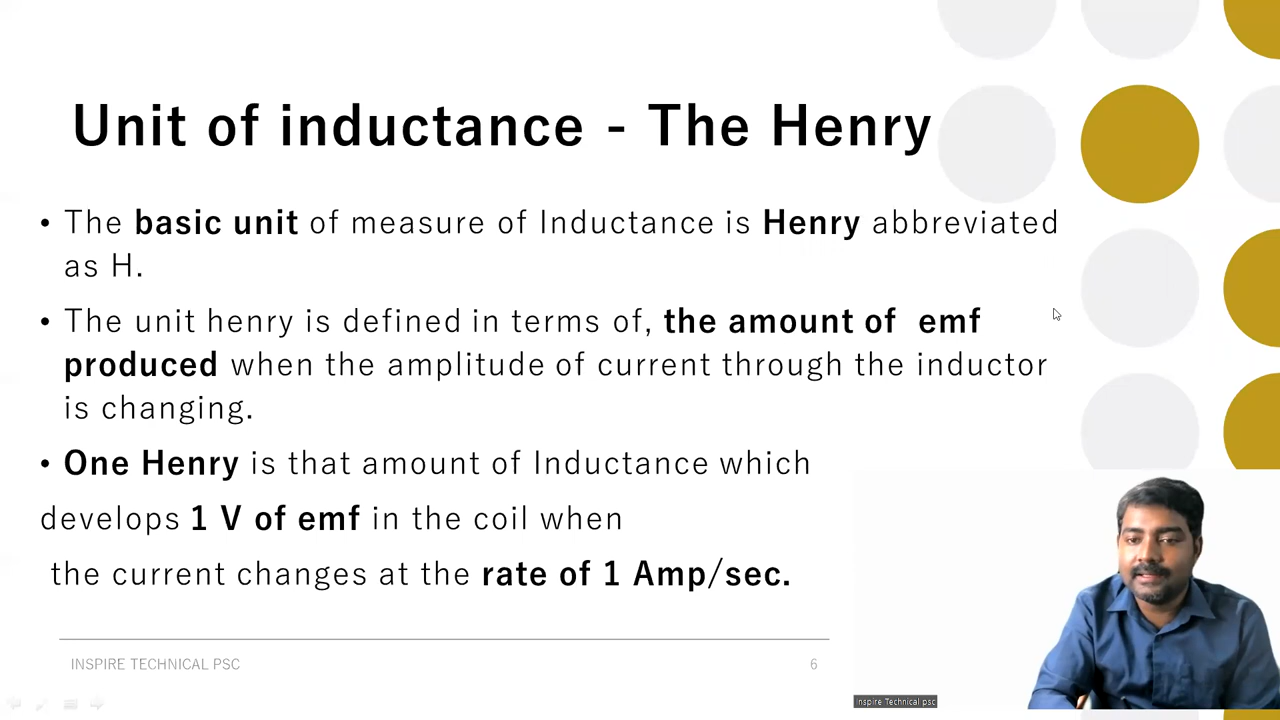 Unit of inductance - The Henry
• The basic unit of measure of Inductance is Henry abbreviated
as H.
• The unit henry is defined in terms of, the amount of emf
produced when the amplitude of current through the inductor
is changing.
• One Henry is that amount of Inductance which
develops 1 V of emf in the coil when
the current changes at the rate of 1 Amp/sec.
INSPIRE TECHNICAL PSC
6
Inspire Technical psc